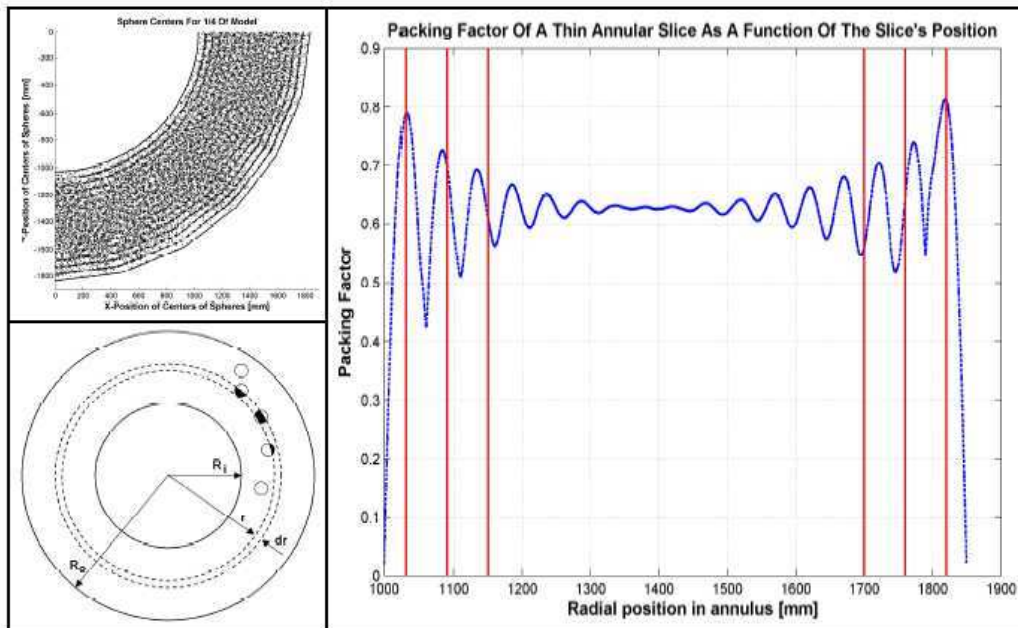 Sphere Centers For 1/4 Of Model
Y-Position of Centers of Spheres [mm]
0
-200
-400
-600
-800
-1000
-1200
-1400
-1600
-1800
0 200 400 600 800 1000 1200 1400 1600 1800
X-Position of Centers of Spheres [mm]
R i
r
dr
R o
Packing Factor Of A Thin Annular Slice As A Function Of The Slice's Position
Packing Factor
0.9
0.8
0.7
0.6
0.5
0.4
0.3
0.2
0.1
0
1000 1100 1200 1300 1400 1500 1600 1700 1800 1900
Radial position in annulus [mm]